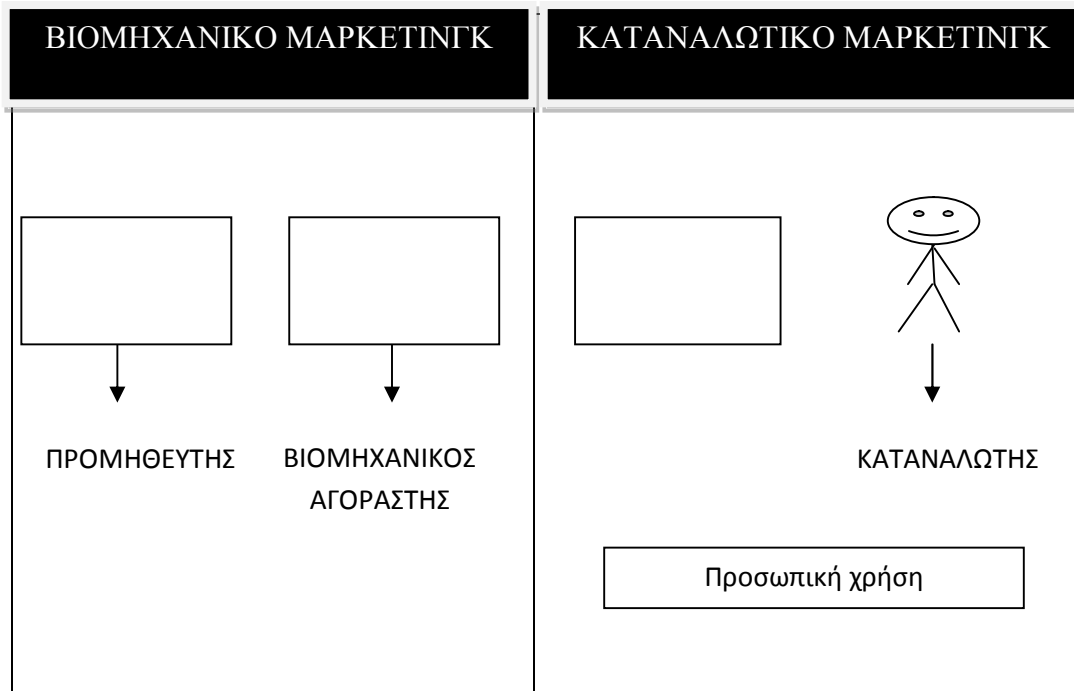 ΒΙΟΜΗΧΑΝΙΚΟ ΜΑΡΚΕΤΙΝΓΚ
ΚΑΤΑΝΑΛΩΤΙΚΟ ΜΑΡΚΕΤΙΝΓΚ
ΠΡΟΜΗΘΕΥΤΗΣ
ΒΙΟΜΗΧΑΝΙΚΟΣ
ΑΓΟΡΑΣΤΗΣ
ΚΑΤΑΝΑΛΩΤΗΣ
Προσωπική χρήση